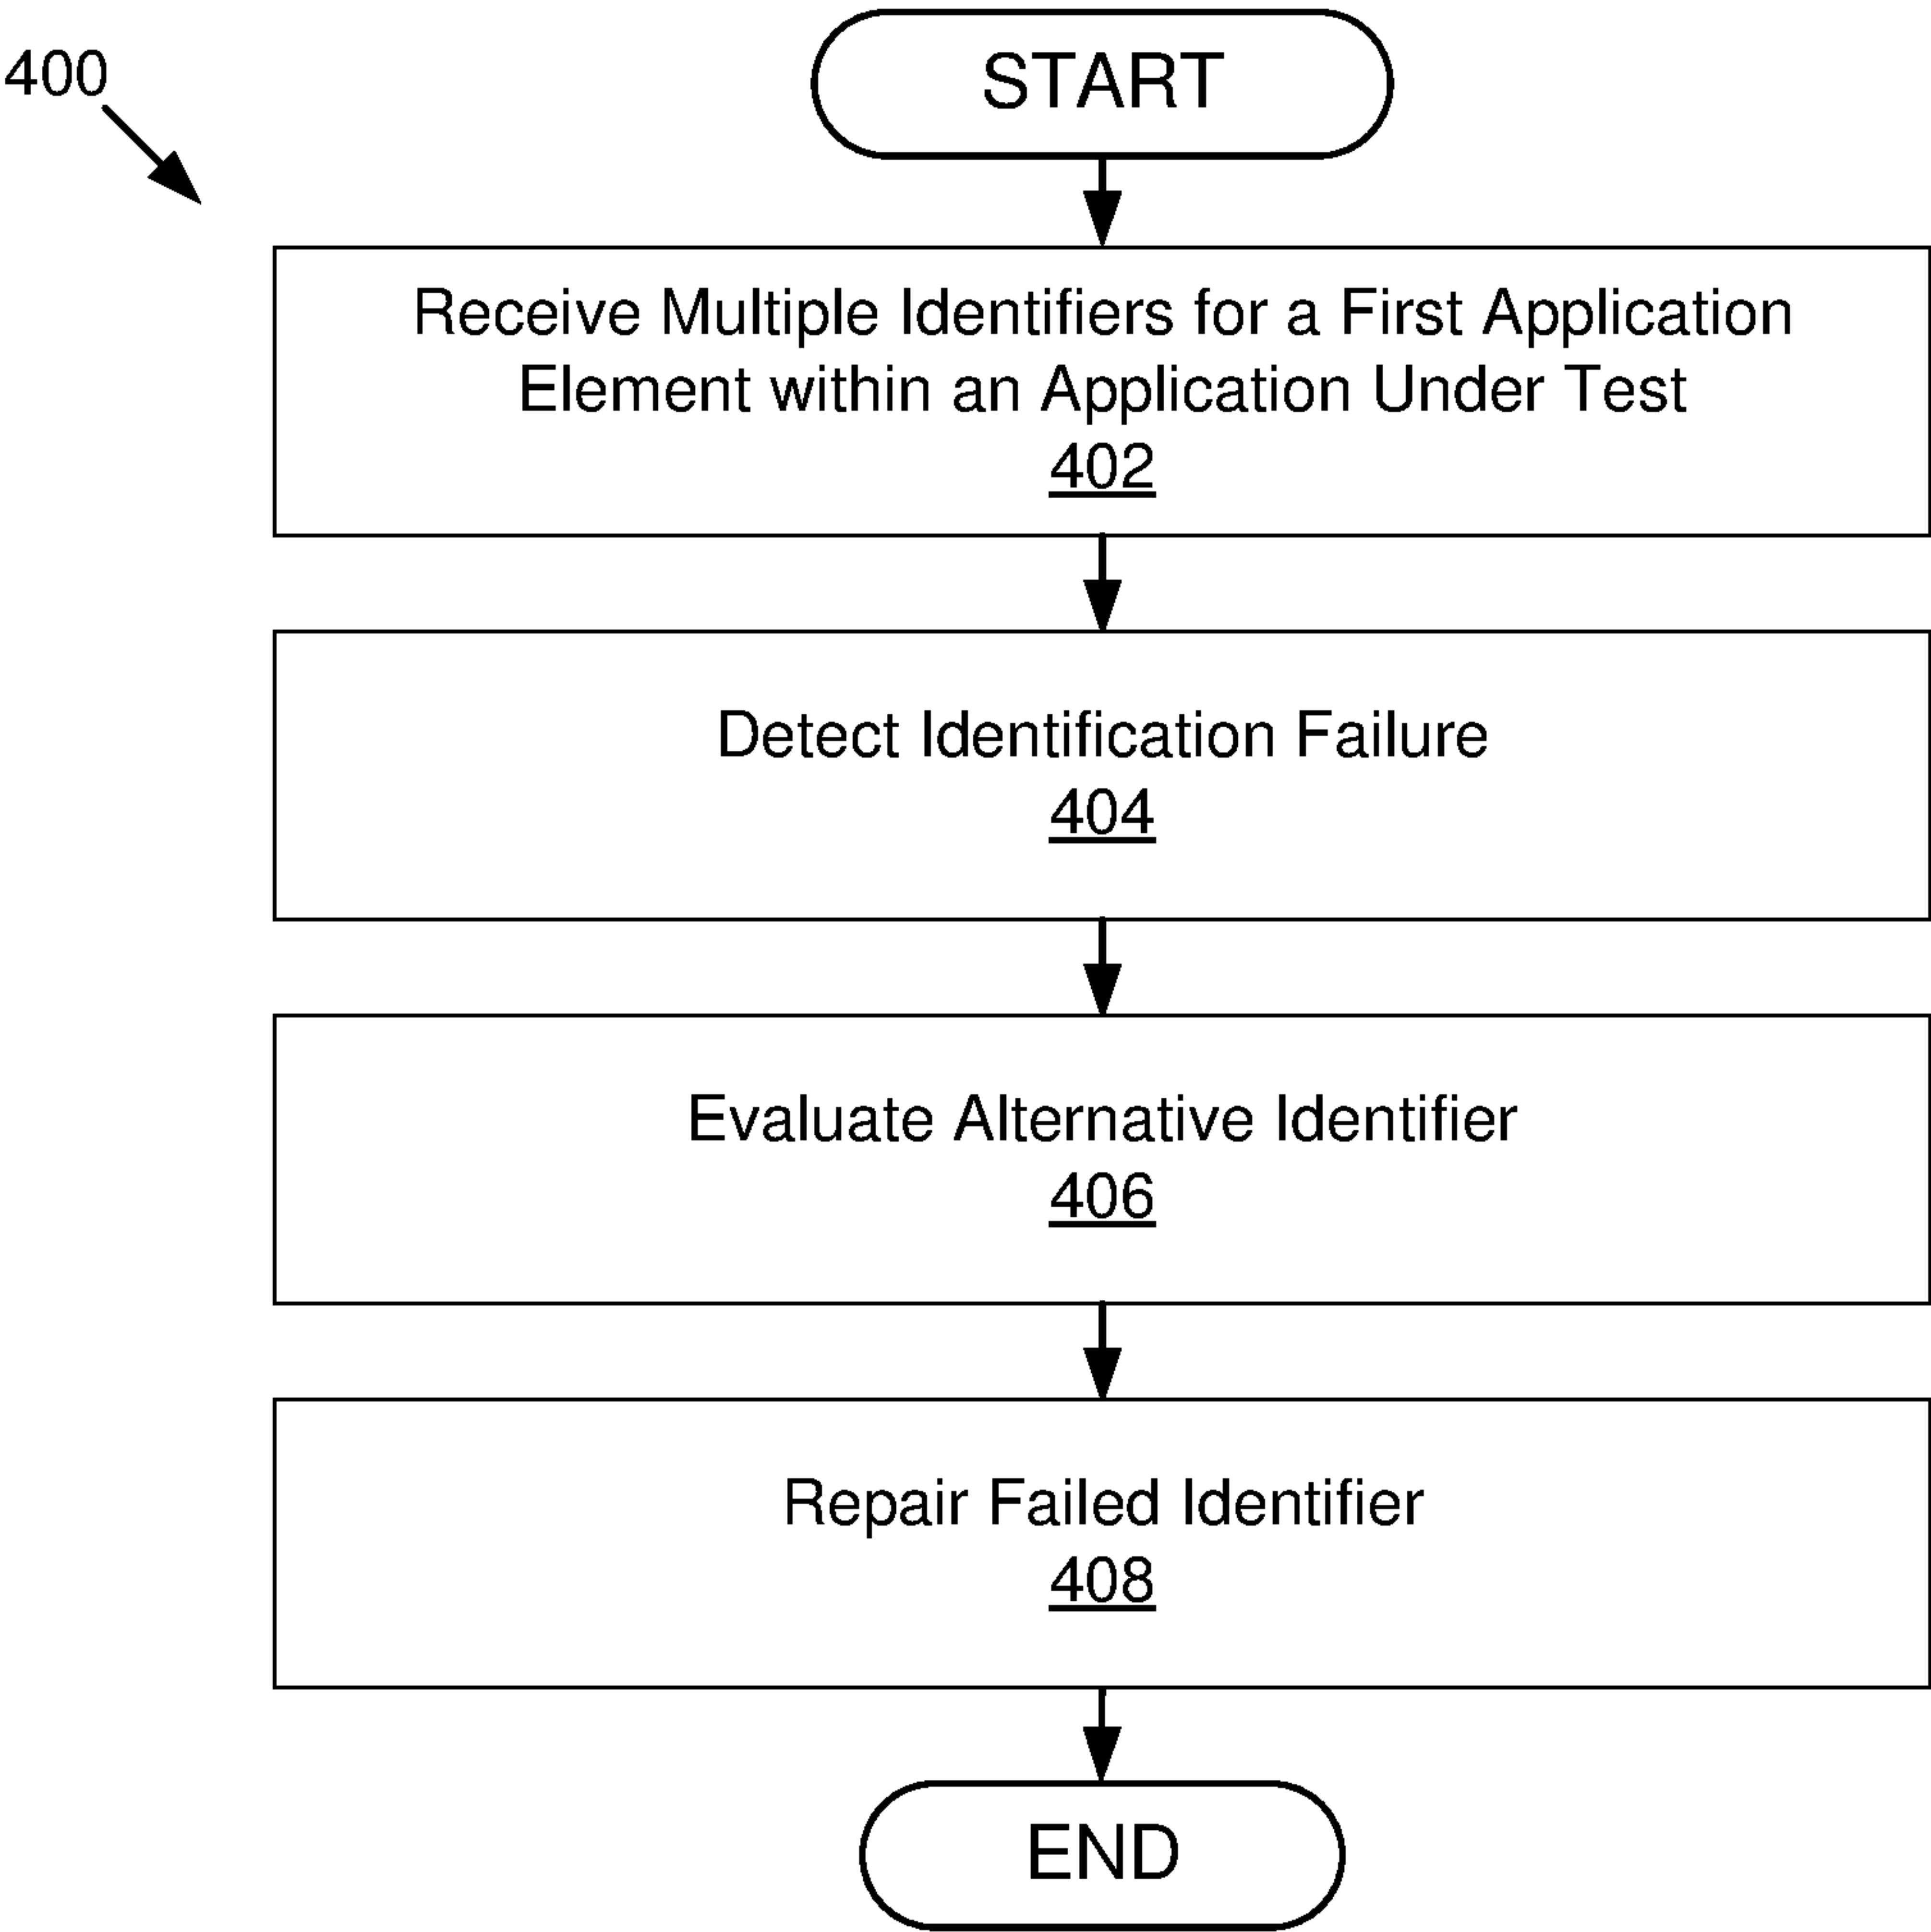 400
START
Receive Multiple Identifiers for a First Application
Element within an Application Under Test
402
Detect Identification Failure
404
Evaluate Alternative Identifier
406
Repair Failed Identifier
408
END